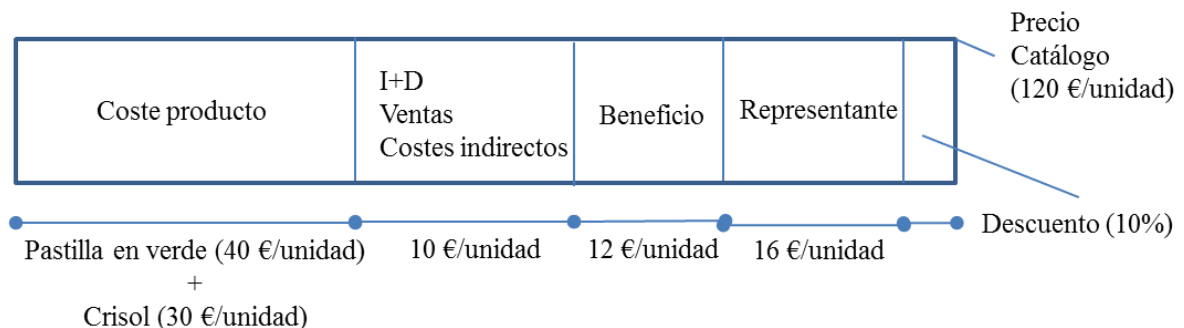 Precio
Catálogo
(120 €/unidad)
Coste producto
I+D
Ventas
Costes indirectos
Beneficio
Representante
Descuento (10%)
Pastilla en verde (40 €/unidad)
+
Crisol (30 €/unidad)
10 €/unidad
12 €/unidad
16 €/unidad